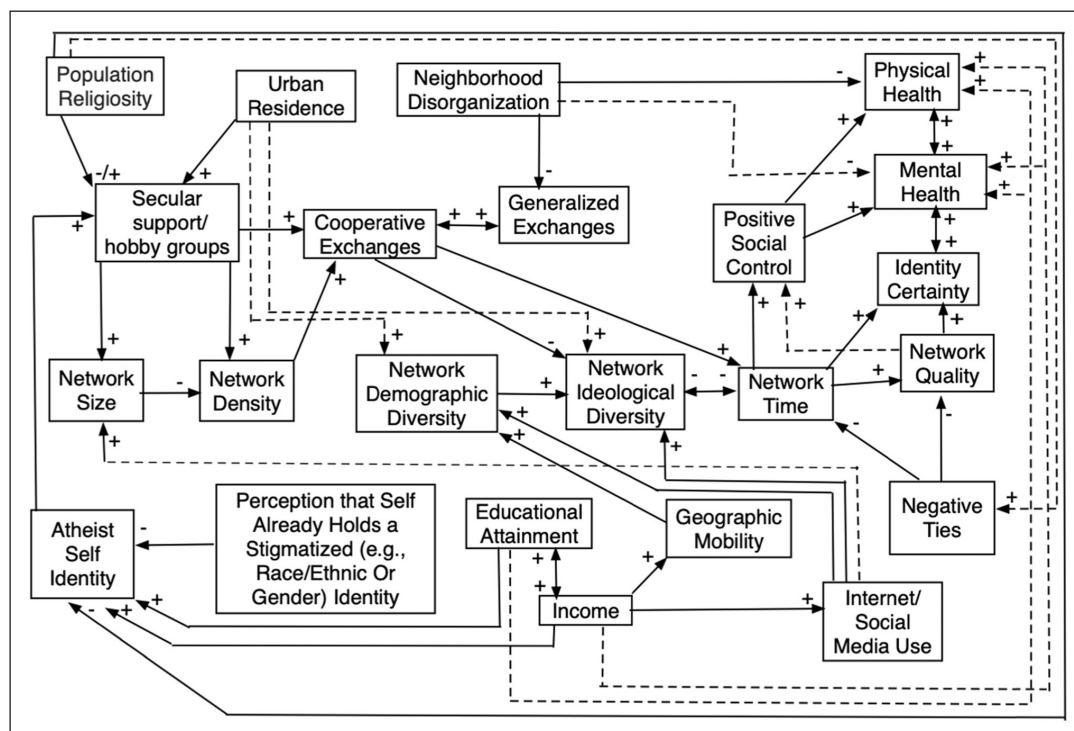 Population
Religiosity
Urban
Residence
Neighborhood
Disorganization
Physical
Health
-
+
+
+
+
+
-/+
+
-
-
Mental
Health
+
+
+
Secular
support/
hobby groups
+
+
Cooperative
Exchanges
+
+
Generalized
Exchanges
Positive
Social
Control
+
+
+
Identity
Certainty
+
+
+
+
+
+
+
+
-
+
+
Network
Size
-
Network
Density
Network
Demographic
Diversity
+
Network
Ideological
Diversity
-
-
Network
Time
+
Network
Quality
+
+
+
+
-
-
Atheist
Self
Identity
-
Perception that Self
Already Holds a
Stigmatized (e.g.,
Race/Ethnic Or
Gender) Identity
Educational
Attainment
Geographic
Mobility
Negative
Ties
+
+
+
+
-
+
+
Income
+
Internet/
Social
Media Use